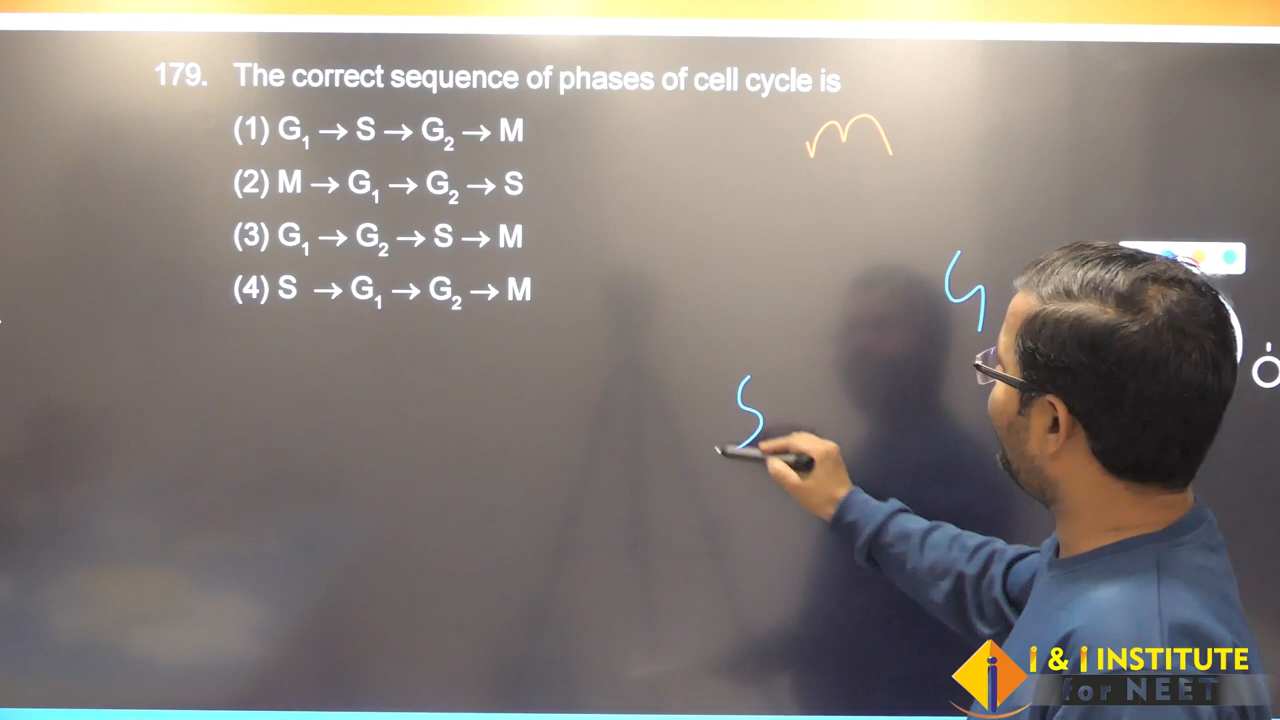 179. The correct sequence of phases of cell cycle is
(1) G₁ → S → G₂ → M
(2) M → G₁ → G₂ → S
(3) G₁ → G₂ → S → M
(4) S → G₁ → G₂ → M
m
S
i & i INSTITUTE
for NEET